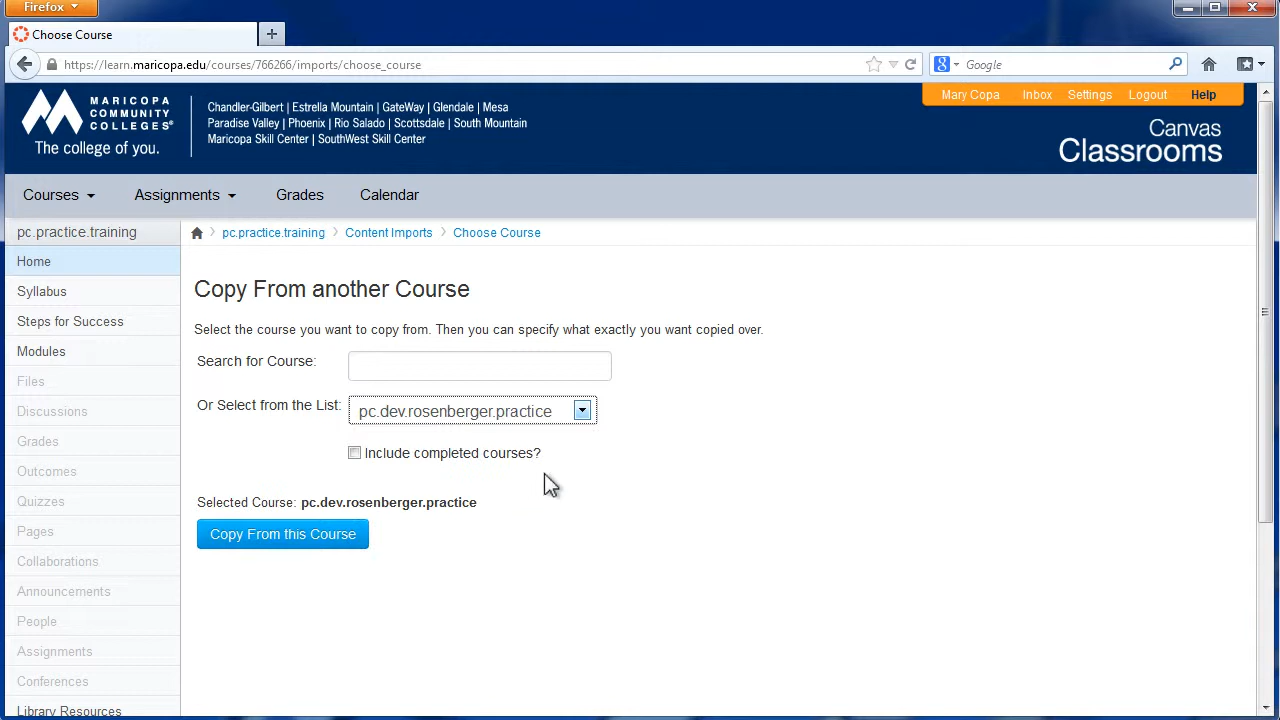 Firefox
Choose Course
https://learn.maricopa.edu/courses/766266/imports/choose_course
Google
MARICOPA
COMMUNITY
COLLEGES®
The college of you.
Chandler-Gilbert | Estrella Mountain | GateWay | Glendale | Mesa
Paradise Valley | Phoenix | Rio Salado | Scottsdale | South Mountain
Maricopa Skill Center | SouthWest Skill Center
Mary Copa Inbox Settings Logout Help
Canvas
Classrooms
Courses Assignments Grades Calendar
pc.practice.training
Home
Syllabus
Steps for Success
Modules
Files
Discussions
Grades
Outcomes
Quizzes
Pages
Collaborations
Announcements
People
Assignments
Conferences
Library Resources
pc.practice.training Content Imports Choose Course
Copy From another Course
Select the course you want to copy from. Then you can specify what exactly you want copied over.
Search for Course:
Or Select from the List: pc.dev.rosenberger.practice
Include completed courses?
Selected Course: pc.dev.rosenberger.practice
Copy From this Course